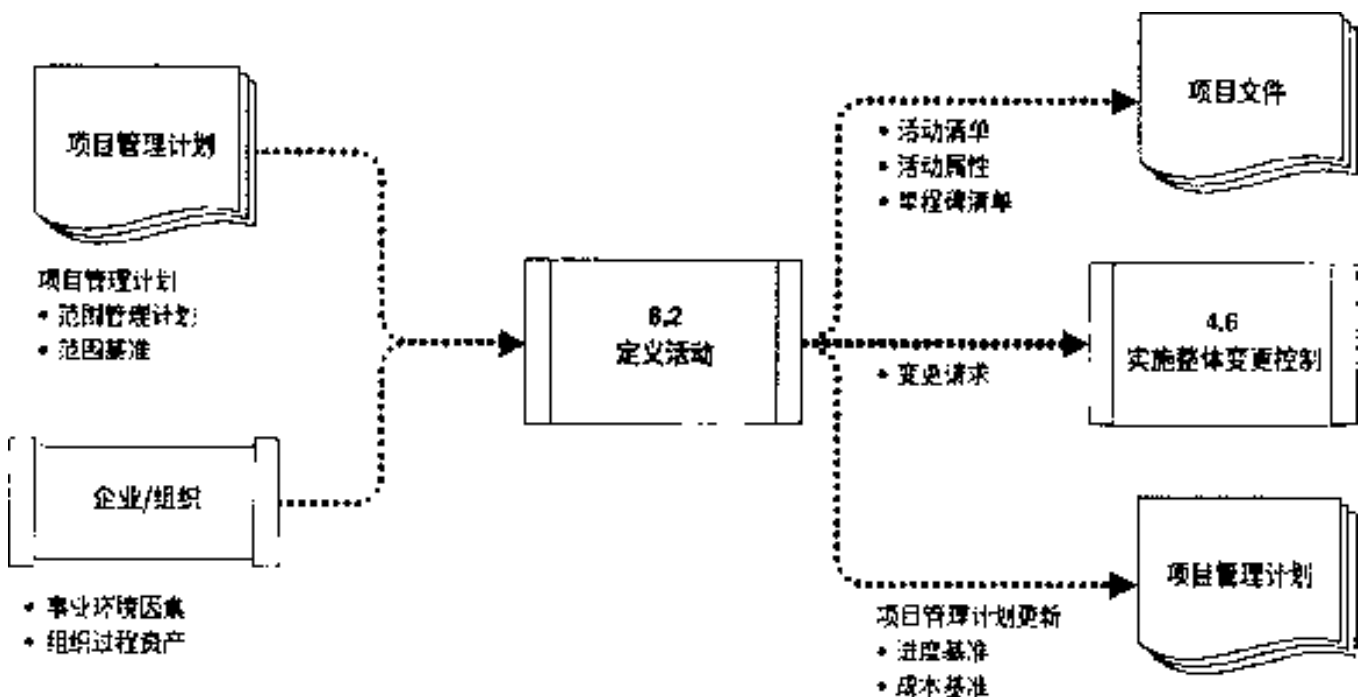 项目管理计划
项目管理计划
• 范围管理计划
• 范围基准
企业/组织
• 事业环境因素
• 组织过程资产
6.2
定义活动
• 活动清单
• 活动属性
• 里程碑清单
• 变更请求
项目管理计划更新
• 进度基准
• 成本基准
项目文件
4.6
实施整体变更控制
项目管理计划